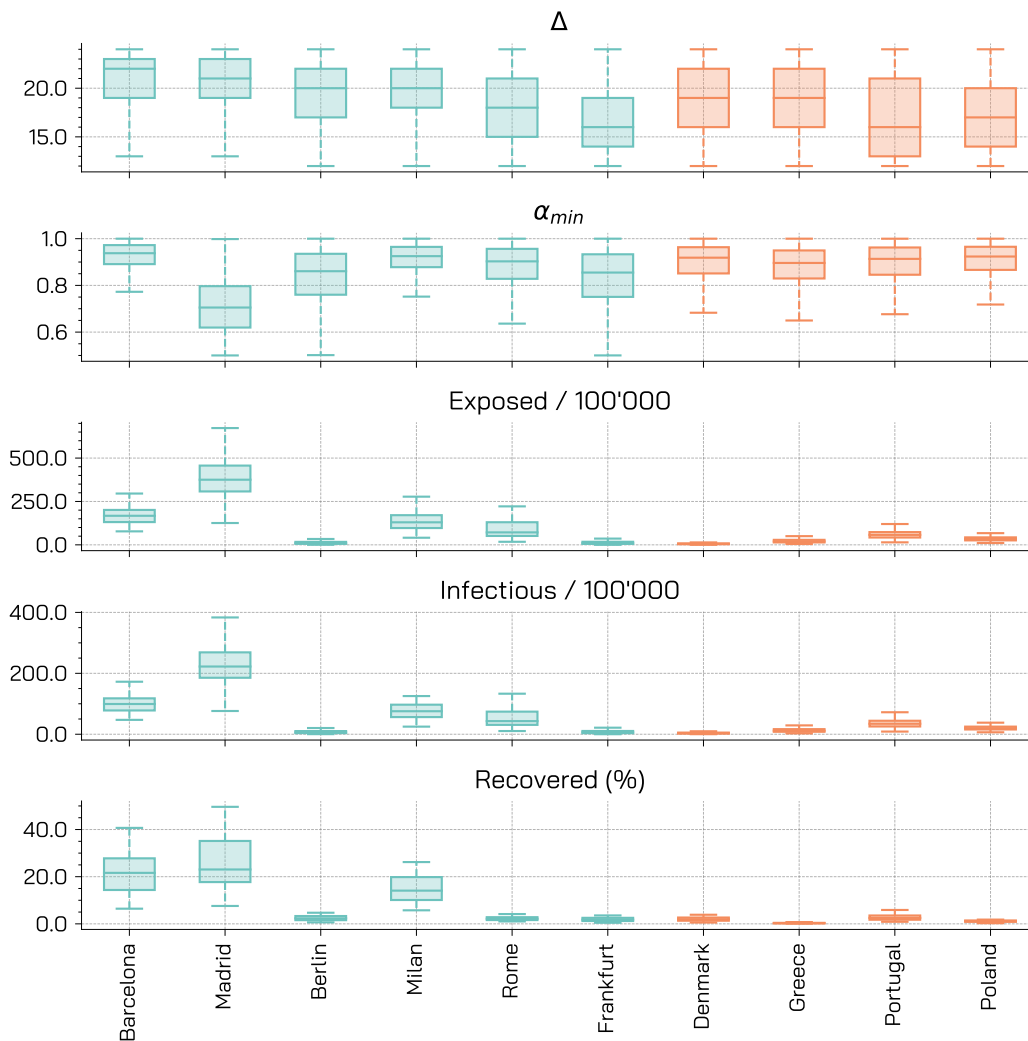 Δ
20.0
15.0
α_min
1.0
0.8
0.6
Exposed / 100'000
500.0
250.0
0.0
Infectious / 100'000
400.0
200.0
0.0
Recovered (%)
40.0
20.0
0.0
Barcelona
Madrid
Berlin
Milan
Rome
Frankfurt
Denmark
Greece
Portugal
Poland